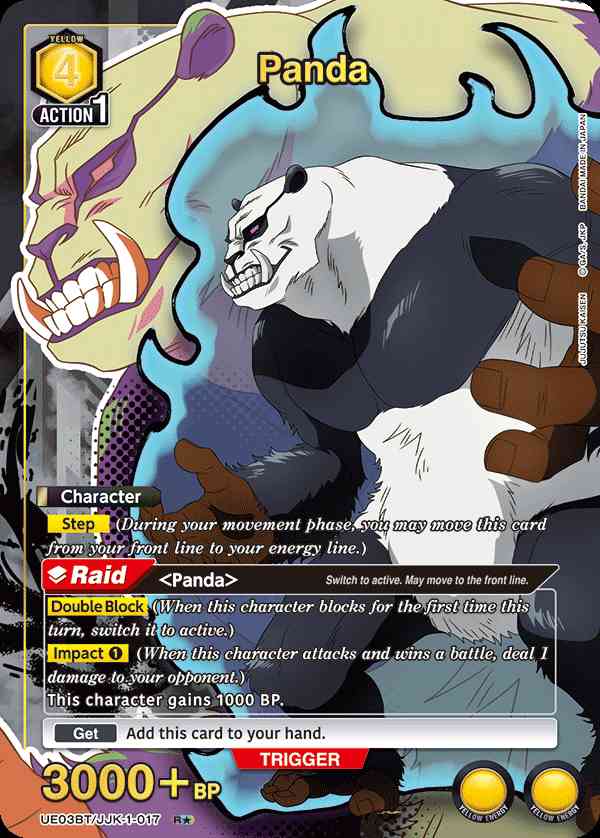 YELLOW
4
ACTION 1
Panda
BANDAI MADE IN JAPAN
© GA/S, JKP
JUJUTSU KAISEN
Character
Step (During your movement phase, you may move this card
from your front line to your energy line.)
Raid <Panda> Switch to active. May move to the front line.
Double Block (When this character blocks for the first time this
turn, switch it to active.)
Impact 1 (When this character attacks and wins a battle, deal 1
damage to your opponent.)
This character gains 1000 BP.
Get Add this card to your hand.
TRIGGER
3000+ BP
YELLOW ENERGY YELLOW ENERGY
UE03BT/JJK-1-017 R★